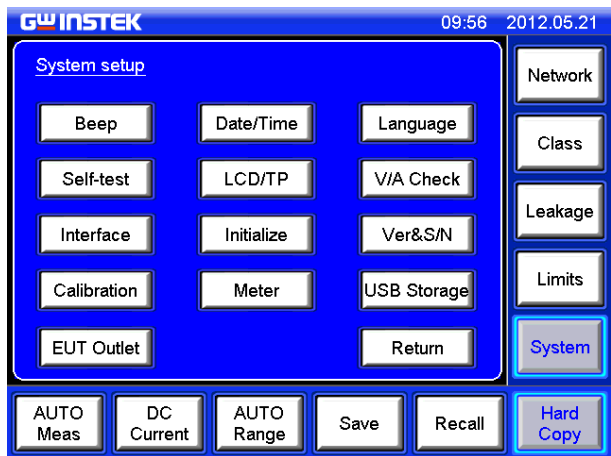 GWINSTEK 09:56 2012.05.21
System setup
Network
Beep Date/Time Language
Class
Self-test LCD/TP V/A Check
Leakage
Interface Initialize Ver&S/N
Calibration Meter USB Storage
Limits
EUT Outlet Return
System
AUTO Meas
DC Current
AUTO Range
Save
Recall
Hard Copy